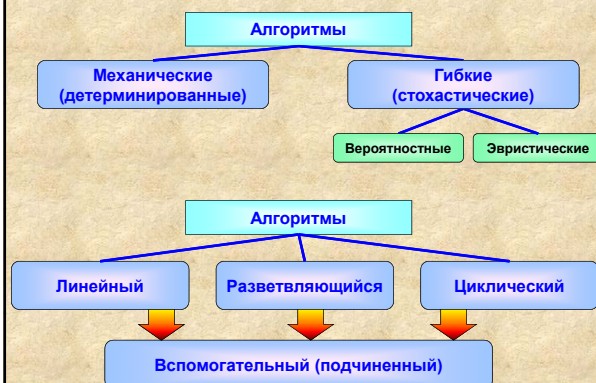 Алгоритмы
Механические
(детерминированные)
Гибкие
(стохастические)
Вероятностные
Эвристические
Алгоритмы
Линейный
Разветвляющийся
Циклический
Вспомогательный (подчиненный)